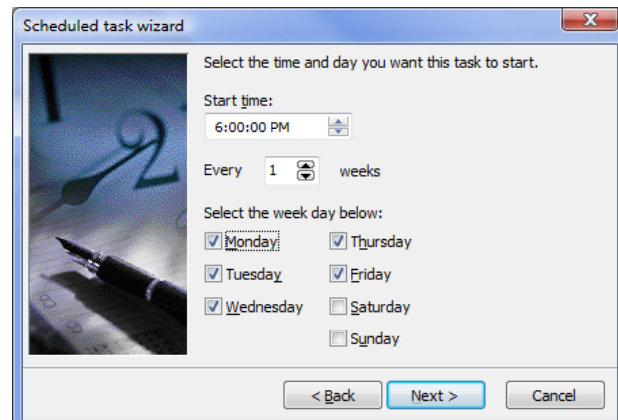 Scheduled task wizard
Select the time and day you want this task to start.
Start time:
6:00:00 PM
Every 1 weeks
Select the week day below:
Monday Thursday
Tuesday Friday
Wednesday Saturday
Sunday
< Back Next > Cancel
2